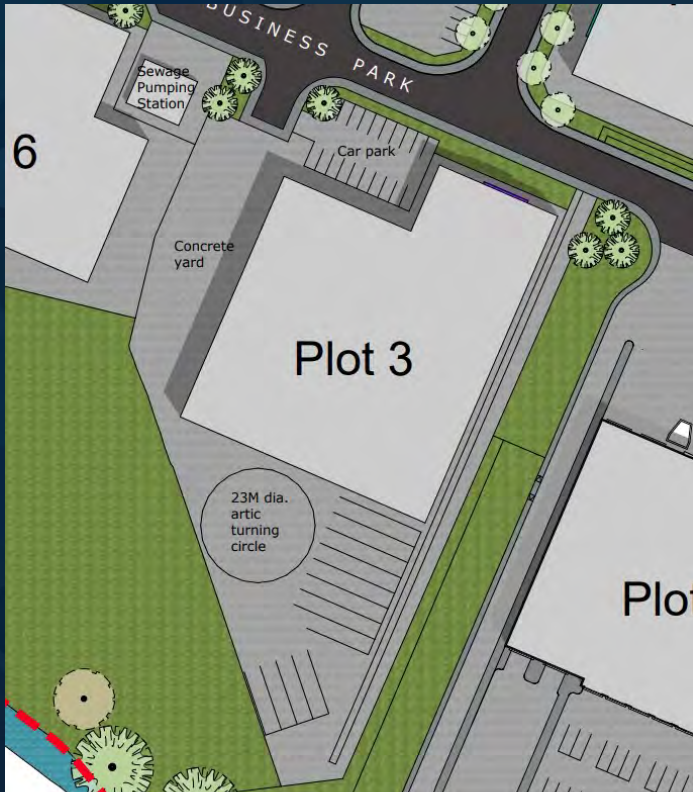 BUSINESS PARK
Sewage
Pumping
Station
6
Car park
Concrete
yard
Plot 3
23M dia.
artic
turning
circle
Plot